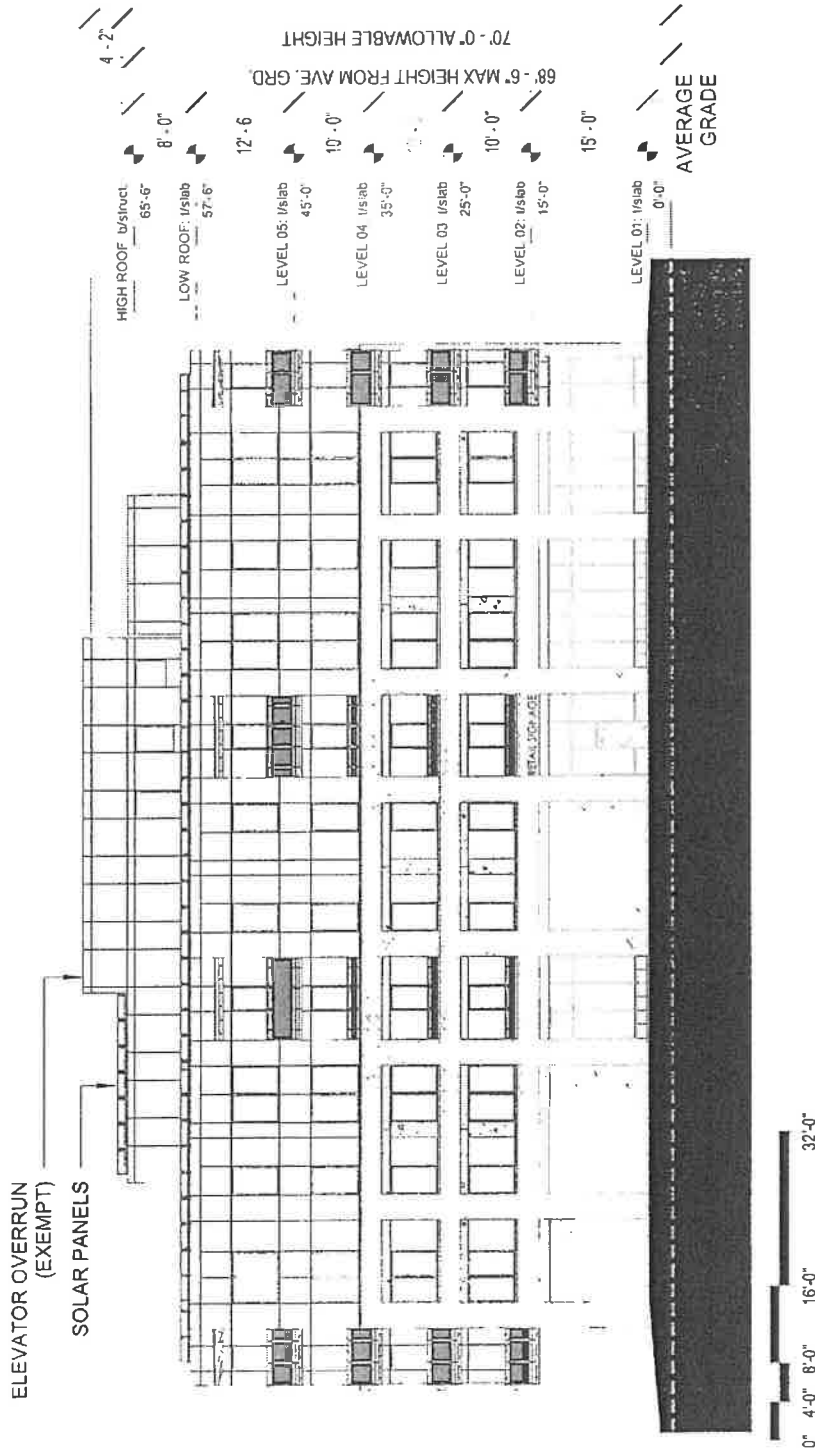 ELEVATOR OVERRUN
(EXEMPT)
SOLAR PANELS
4 - 2"
HIGH ROOF b/struct.
65'-6"
8' - 0"
LOW ROOF: t/slab
57'-6"
12' - 6
LEVEL 05: t/slab
45'-0"
10' - 0"
LEVEL 04 t/slab
35'-0"
LEVEL 03 t/slab
25'-0"
10' - 0"
LEVEL 02: t/slab
15'-0"
15' - 0"
LEVEL 01: t/slab
0'-0"
AVERAGE
GRADE
68' - 6" MAX HEIGHT FROM AVE. GRD.
70' - 0" ALLOWABLE HEIGHT
RETAIL SIGNAGE
0" 4'-0" 8'-0" 16'-0" 32'-0"